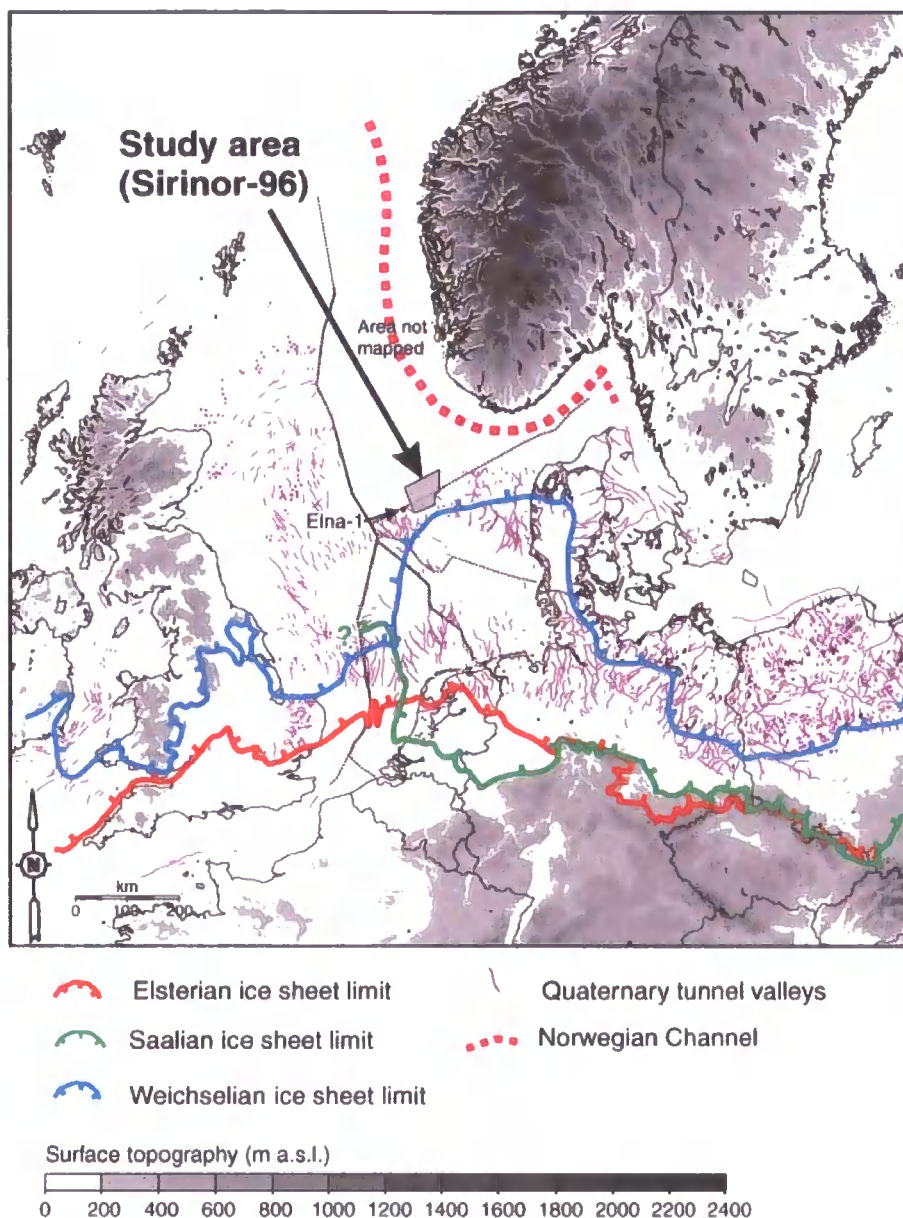 Study area
(Sirinor-96)
Area not
mapped
Elna-1
?
N
km
0 100 200
Elsterian ice sheet limit
Quaternary tunnel valleys
Saalian ice sheet limit
Norwegian Channel
Weichselian ice sheet limit
Surface topography (m a.s.l.)
0 200 400 600 800 1000 1200 1400 1600 1800 2000 2200 2400